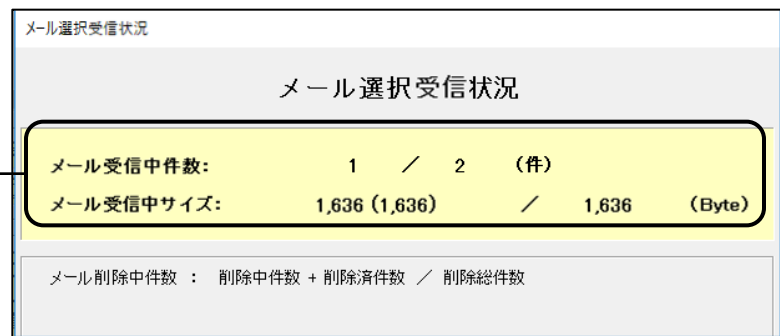 メール選択受信状況
メール選択受信状況
メール受信中件数: 1 ／ 2 (件)
メール受信中サイズ: 1,636 (1,636) ／ 1,636 (Byte)
メール削除中件数 : 削除中件数 + 削除済件数 ／ 削除総件数